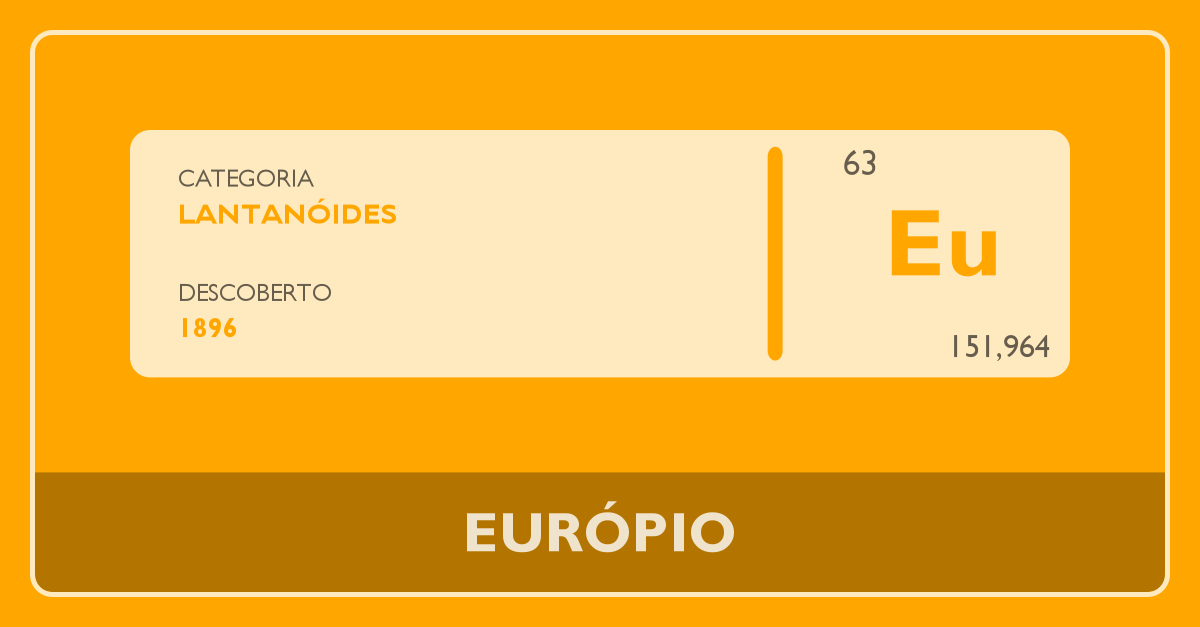 CATEGORIA
LANTANÓIDES
DESCOBERTO
1896
63
Eu
151,964
EURÓPIO